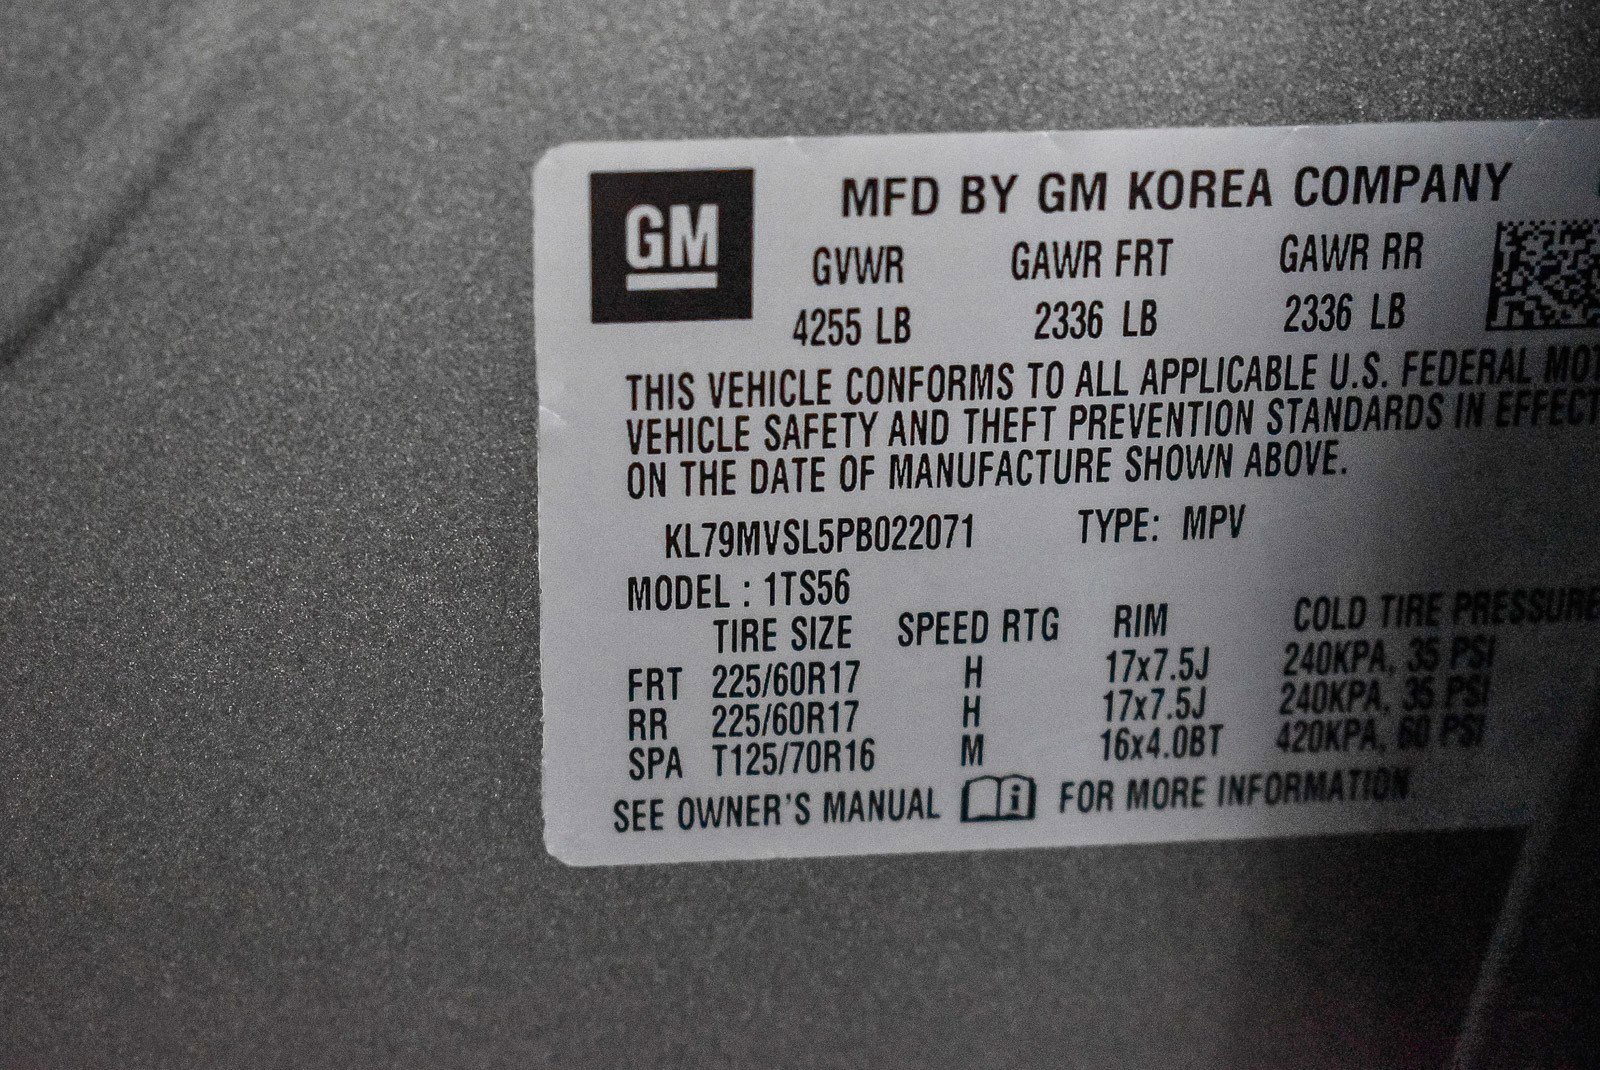 GM
MFD BY GM KOREA COMPANY
GVWR GAWR FRT GAWR RR
4255 LB 2336 LB 2336 LB
THIS VEHICLE CONFORMS TO ALL APPLICABLE U.S. FEDERAL MOT
VEHICLE SAFETY AND THEFT PREVENTION STANDARDS IN EFFECT
ON THE DATE OF MANUFACTURE SHOWN ABOVE.
KL79MVSL5PB022071 TYPE: MPV
MODEL : 1TS56
TIRE SIZE SPEED RTG RIM COLD TIRE PRESSURE
FRT 225/60R17 H 17x7.5J 240KPA, 35 PSI
RR 225/60R17 H 17x7.5J 240KPA, 35 PSI
SPA T125/70R16 M 16x4.0BT 420KPA, 60 PSI
SEE OWNER'S MANUAL i FOR MORE INFORMATION.